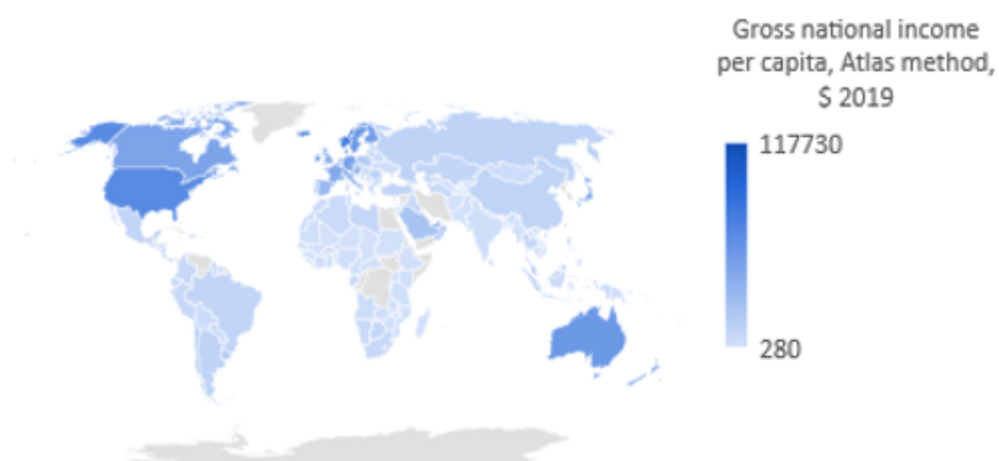 Gross national income
per capita, Atlas method,
$ 2019
117730
280